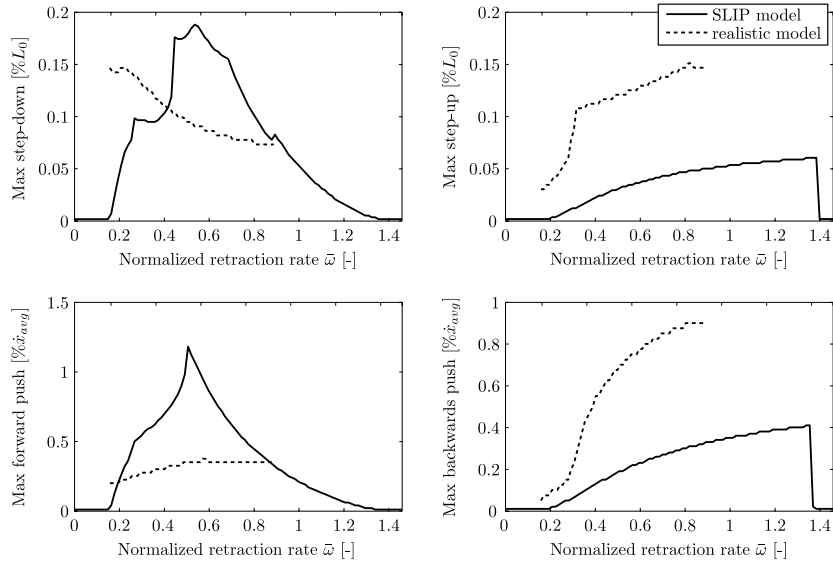 SLIP model
realistic model
Max step-down [%L₀]
0.2
0.15
0.1
0.05
0
0 0.2 0.4 0.6 0.8 1 1.2 1.4
Normalized retraction rate ω̄ [-]
Max step-up [%L₀]
0.2
0.15
0.1
0.05
0
0 0.2 0.4 0.6 0.8 1 1.2 1.4
Normalized retraction rate ω̄ [-]
Max forward push [%ẋ_avg]
1.5
1
0.5
0
0 0.2 0.4 0.6 0.8 1 1.2 1.4
Normalized retraction rate ω̄ [-]
Max backwards push [%ẋ_avg]
1
0.8
0.6
0.4
0.2
0
0 0.2 0.4 0.6 0.8 1 1.2 1.4
Normalized retraction rate ω̄ [-]